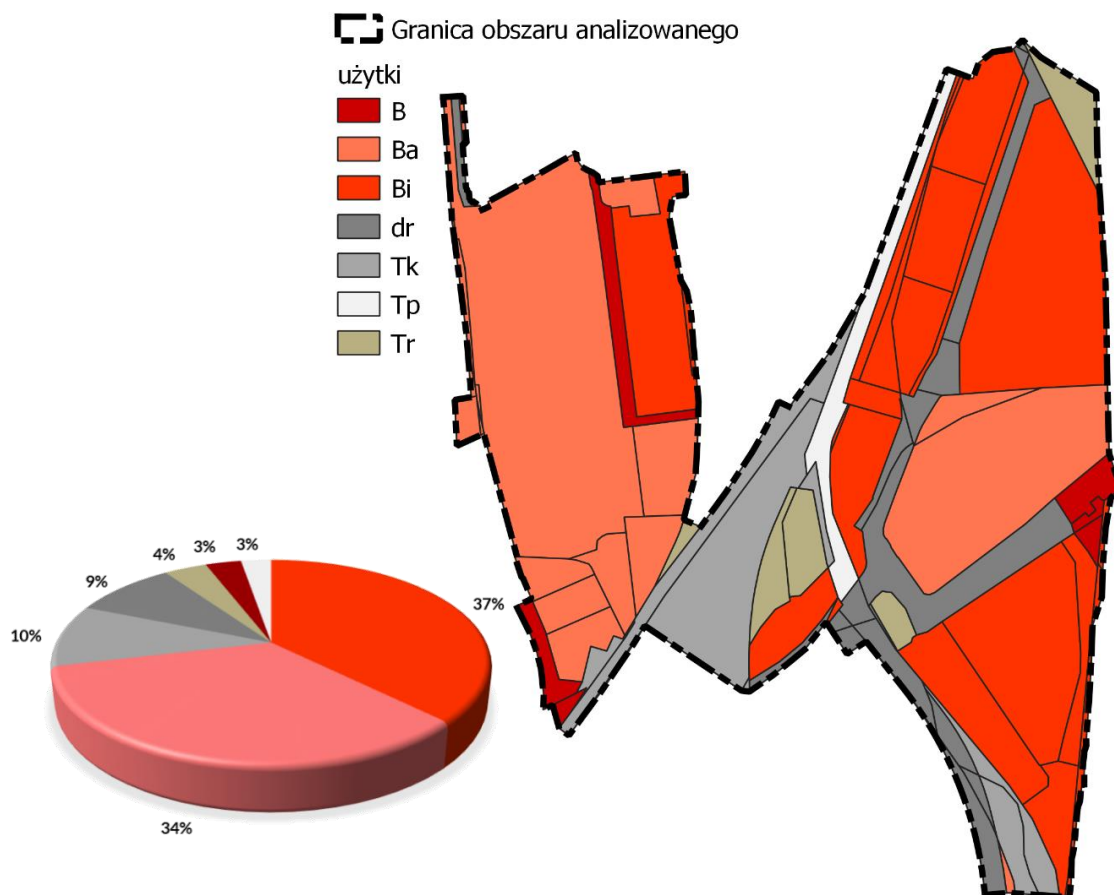 Granica obszaru analizowanego
użytki
B
Ba
Bi
dr
Tk
Tp
Tr
4%
3%
3%
9%
37%
10%
34%